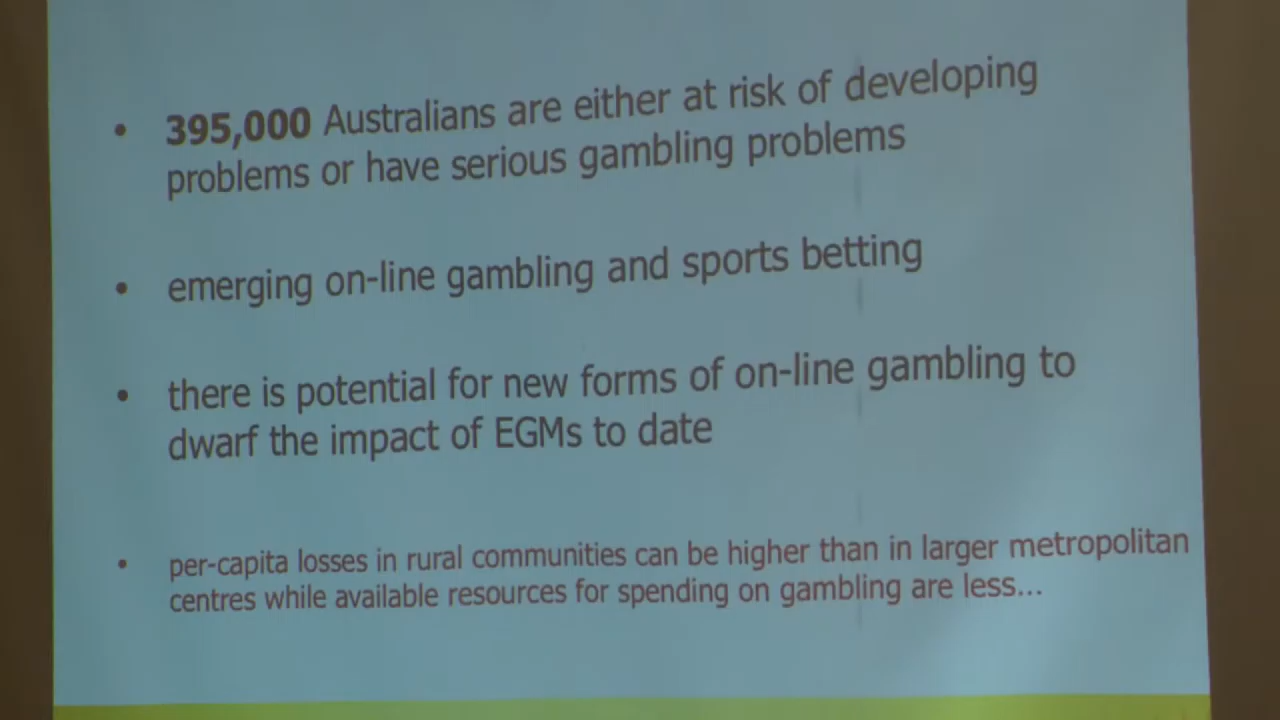 • 395,000 Australians are either at risk of developing
problems or have serious gambling problems
• emerging on-line gambling and sports betting
• there is potential for new forms of on-line gambling to
dwarf the impact of EGMs to date
• per-capita losses in rural communities can be higher than in larger metropolitan
centres while available resources for spending on gambling are less...